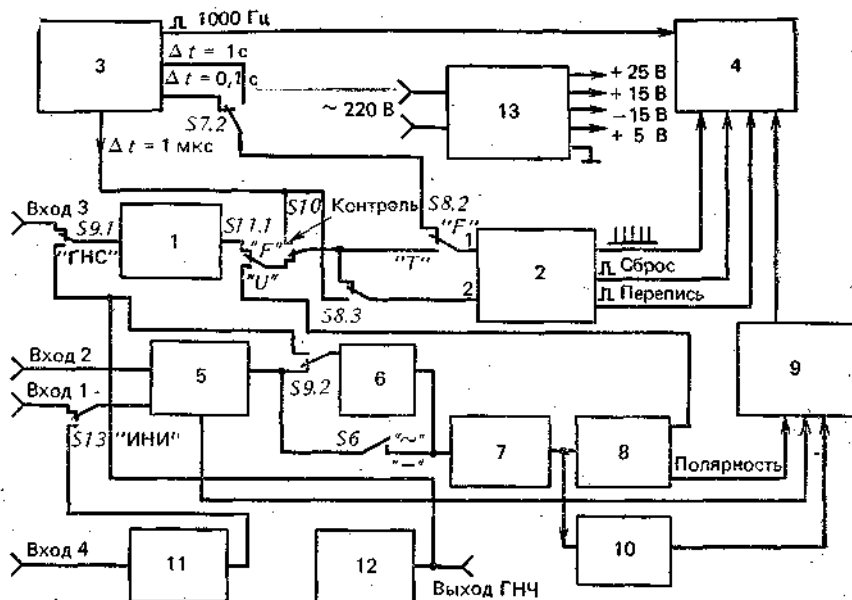 1000 Гц
Δt = 1 с
Δt = 0,1 с
3
4
~ 220 В
13
+ 25 В
+ 15 В
– 15 В
+ 5 В
S7.2
Δt = 1 мкс
Вход 3
S9.1
"ГНС"
1
S11.1
"F"
"U"
S10
Контроль
S8.2
"F"
1
"T"
2
S8.3
2
Сброс
Перепись
Вход 2
5
S9.2
6
9
Вход 1
S13 "ИНИ"
S6
"~"
"–"
7
8
Полярность
10
Вход 4
11
12
Выход ГНЧ